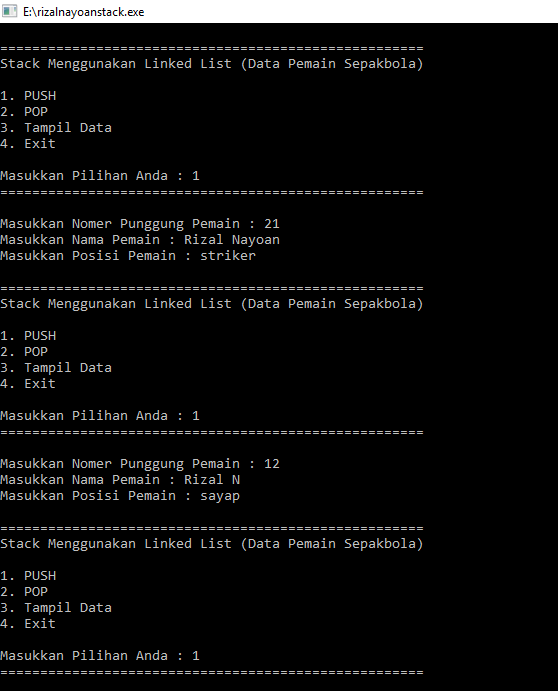 E:\rizalnayoanstack.exe
=====================================================
Stack Menggunakan Linked List (Data Pemain Sepakbola)
1. PUSH
2. POP
3. Tampil Data
4. Exit
Masukkan Pilihan Anda : 1
=====================================================
Masukkan Nomer Punggung Pemain : 21
Masukkan Nama Pemain : Rizal Nayoan
Masukkan Posisi Pemain : striker
=====================================================
Stack Menggunakan Linked List (Data Pemain Sepakbola)
1. PUSH
2. POP
3. Tampil Data
4. Exit
Masukkan Pilihan Anda : 1
=====================================================
Masukkan Nomer Punggung Pemain : 12
Masukkan Nama Pemain : Rizal N
Masukkan Posisi Pemain : sayap
=====================================================
Stack Menggunakan Linked List (Data Pemain Sepakbola)
1. PUSH
2. POP
3. Tampil Data
4. Exit
Masukkan Pilihan Anda : 1
=====================================================